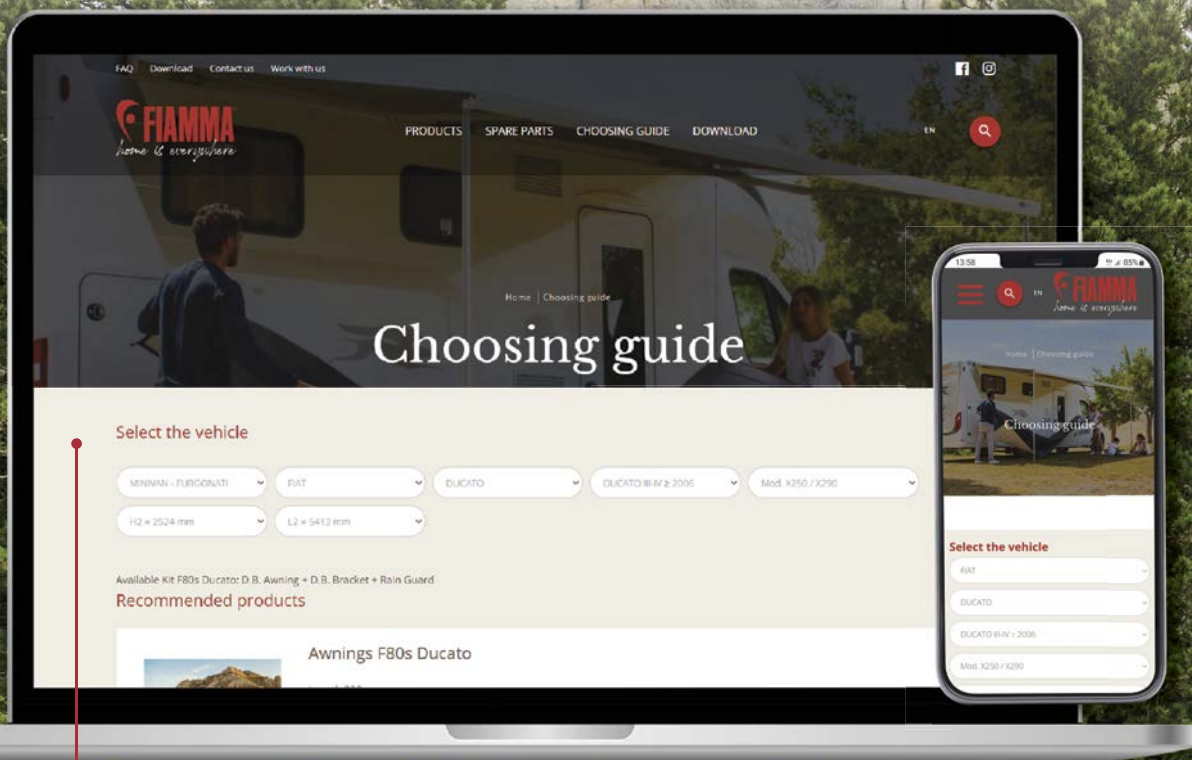 FAQ Download Contact us Work with us
FIAMMA
home is everywhere
PRODUCTS SPARE PARTS CHOOSING GUIDE DOWNLOAD
EN
Home | Choosing guide
Choosing guide
Select the vehicle
MINIVAN - FURGONATI FIAT DUCATO DUCATO III-IV ≥ 2006 Mod. X250 / X290
H2 = 2524 mm L2 = 5413 mm
Available Kit F80s Ducato: D.B. Awning + D.B. Bracket + Rain Guard
Recommended products
Awnings F80s Ducato
13:58 85%
EN FIAMMA
home is everywhere
Home | Choosing guide
Choosing guide
Select the vehicle
FIAT
DUCATO
DUCATO III-IV ≥ 2006
Mod. X250 / X290